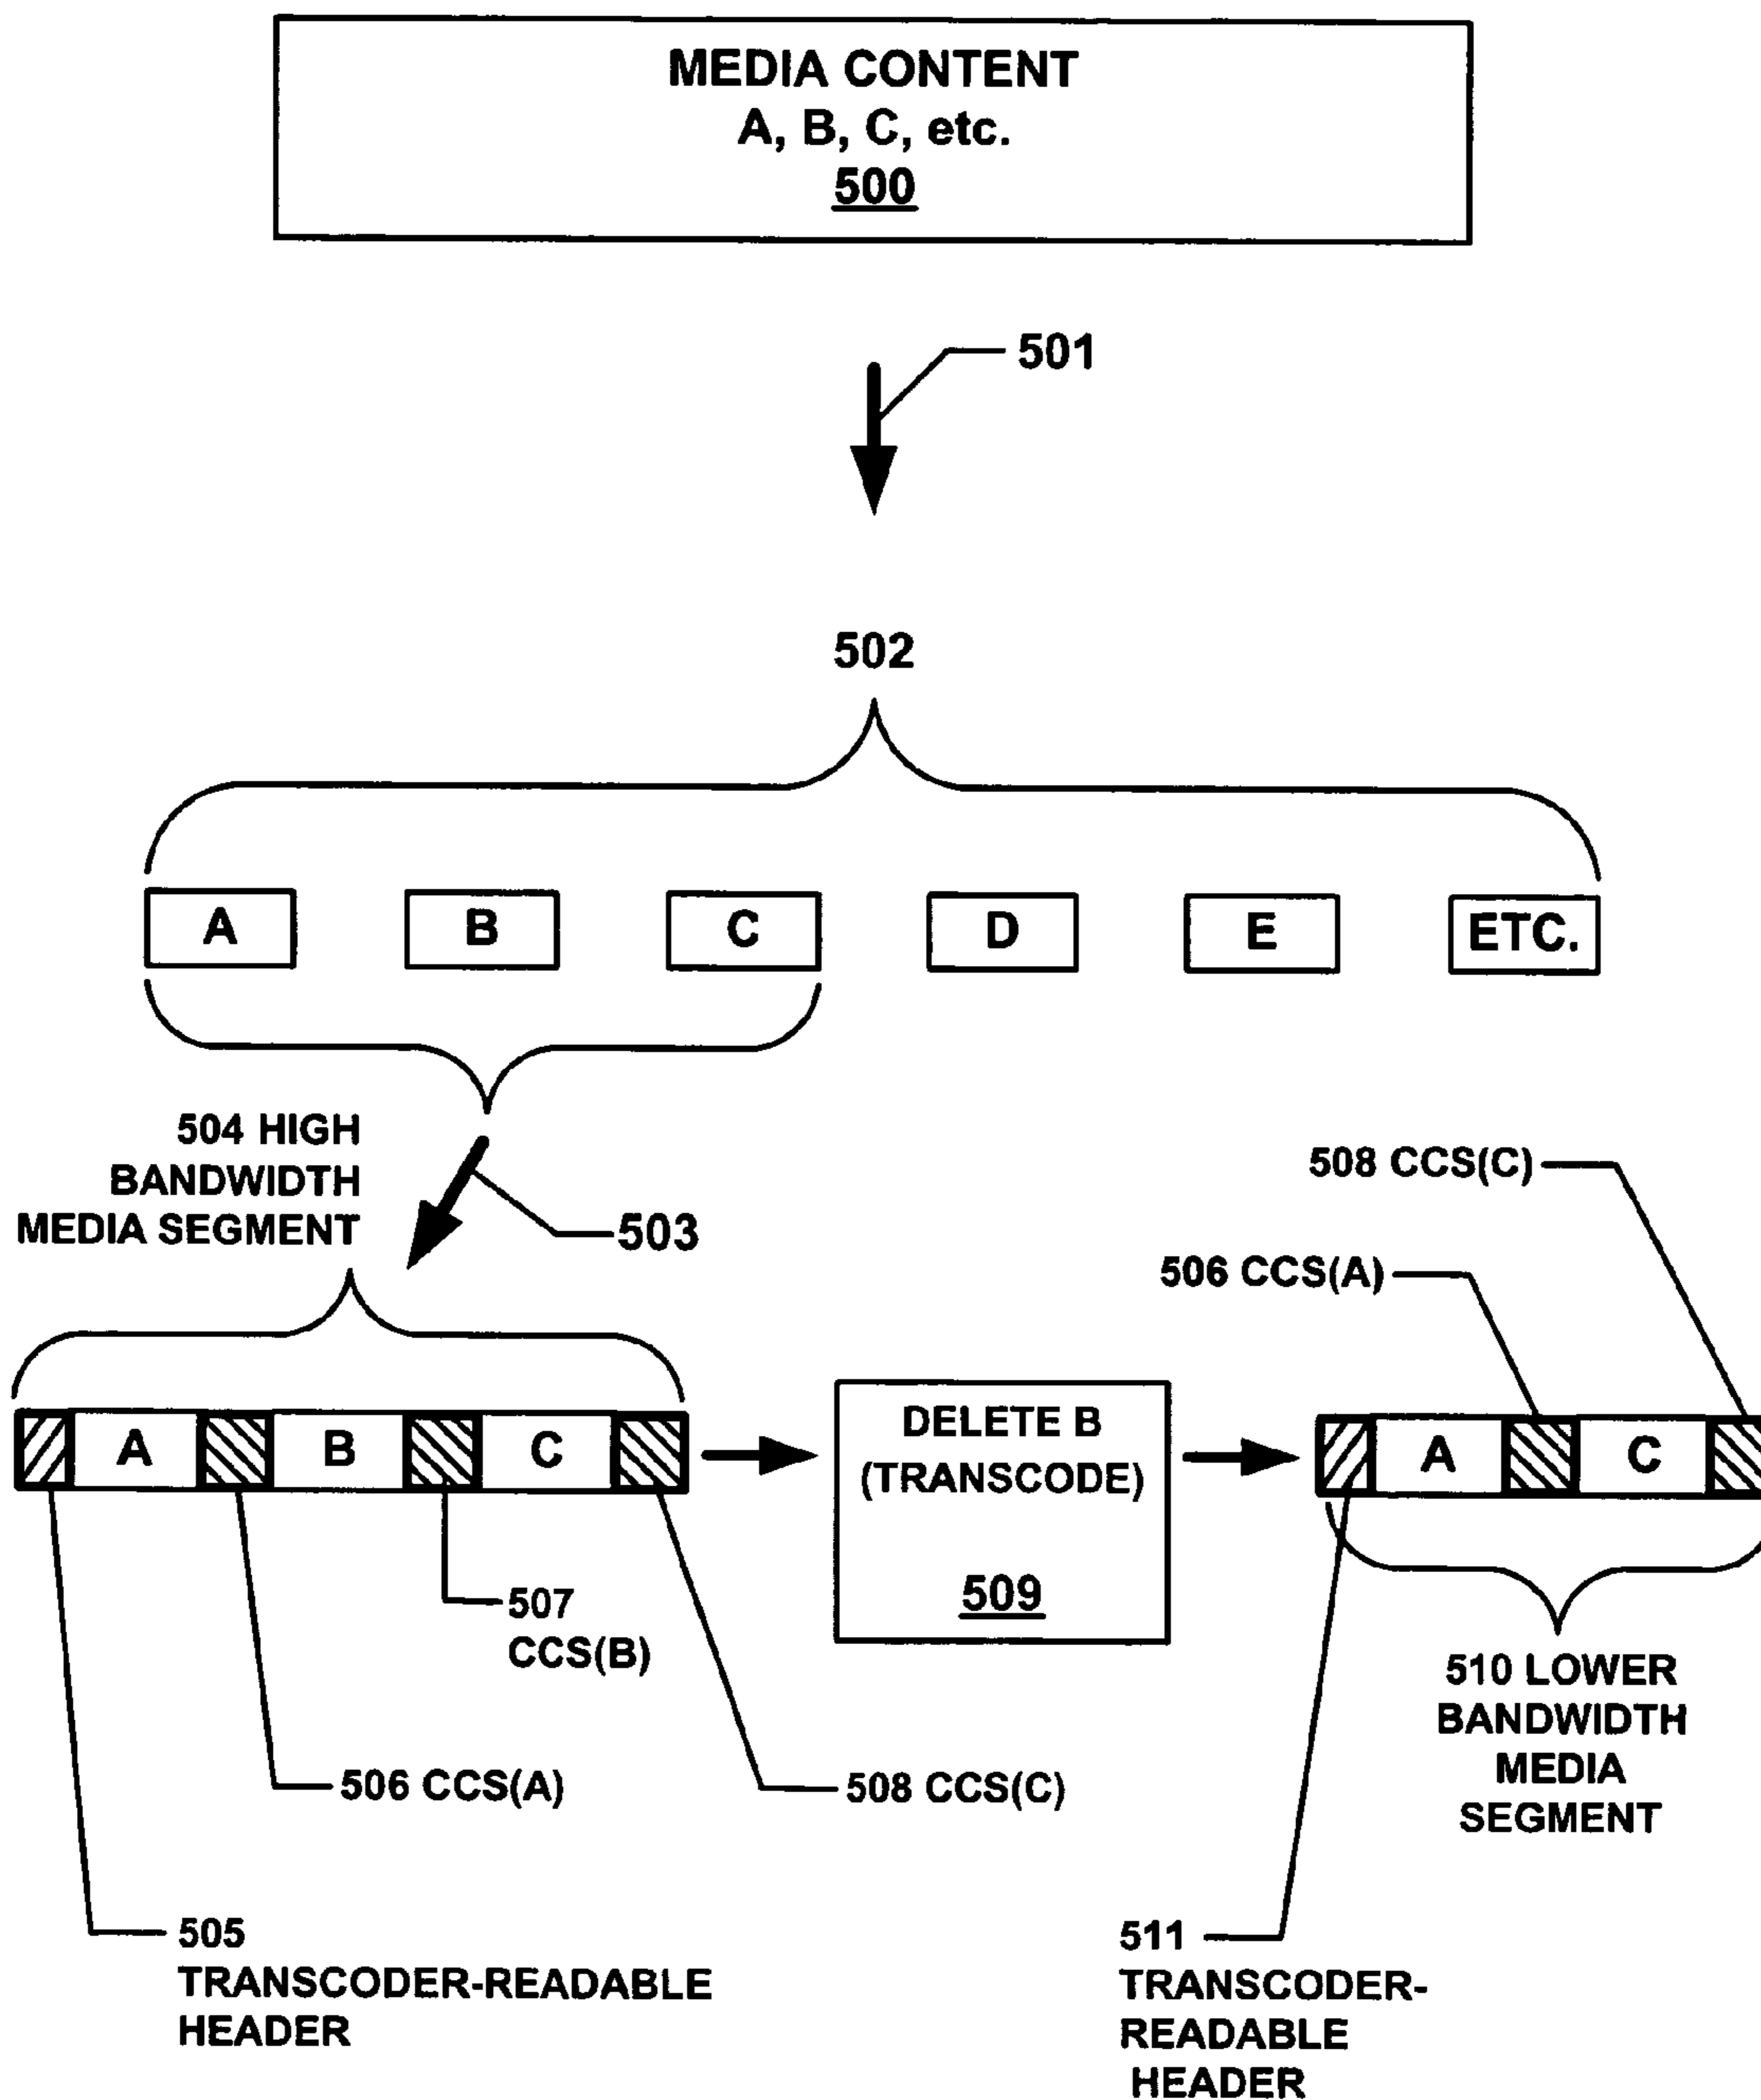 MEDIA CONTENT
A, B, C, etc.
500
501
502
A
B
C
D
E
ETC.
504 HIGH
BANDWIDTH
MEDIA SEGMENT
503
508 CCS(C)
506 CCS(A)
A
B
C
DELETE B
(TRANSCODE)
509
A
C
507
CCS(B)
506 CCS(A)
508 CCS(C)
510 LOWER
BANDWIDTH
MEDIA
SEGMENT
505
TRANSCODER-READABLE
HEADER
511
TRANSCODER-
READABLE
HEADER